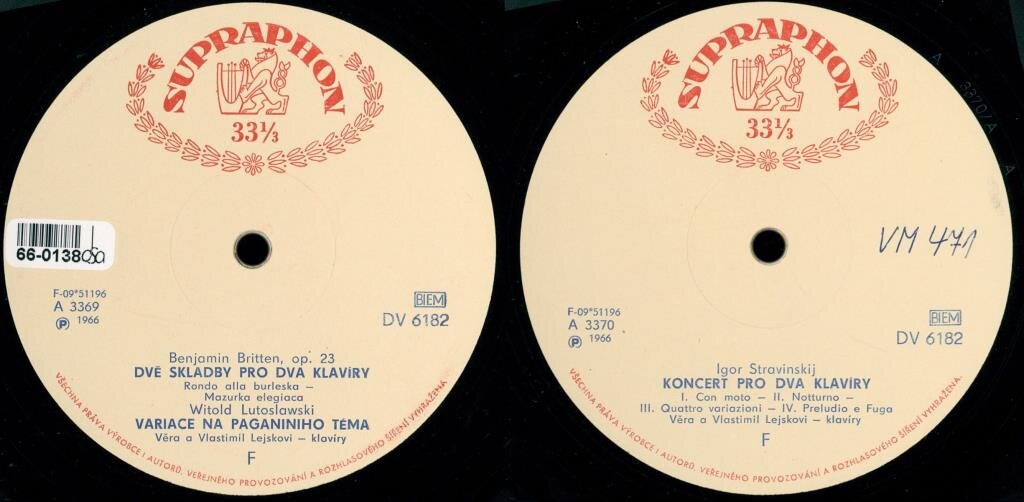 SUPRAPHON
33⅓
66-0138
F-09*51196
A 3369
Ⓟ 1966
BIEM
DV 6182
Benjamin Britten, op. 23
DVĚ SKLADBY PRO DVA KLAVÍRY
Rondo alla burleska –
Mazurka elegiaca
Witold Lutosławski
VARIACE NA PAGANINIHO TÉMA
Věra a Vlastimil Lejskovi – klavíry
F
VŠECHNA PRÁVA VÝROBCE I AUTORŮ, VEŘEJNÉHO PROVOZOVÁNÍ A ROZHLASOVÉHO ŠÍŘENÍ VYHRAŽENA.
SUPRAPHON
33⅓
VM 471
F-09*51196
A 3370
Ⓟ 1966
BIEM
DV 6182
Igor Stravinskij
KONCERT PRO DVA KLAVÍRY
I. Con moto – II. Notturno –
III. Quattro variazioni – IV. Preludio e Fuga
Věra a Vlastimil Lejskovi – klavíry
F
VŠECHNA PRÁVA VÝROBCE I AUTORŮ, VEŘEJNÉHO PROVOZOVÁNÍ A ROZHLASOVÉHO ŠÍŘENÍ VYHRAŽENA.